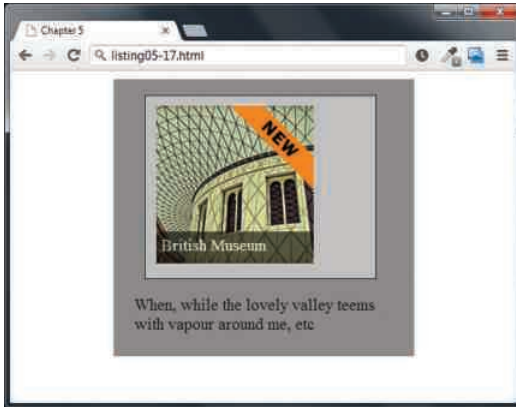 Chapter 5
listing05-17.html
NEW
British Museum
When, while the lovely valley teems
with vapour around me, etc